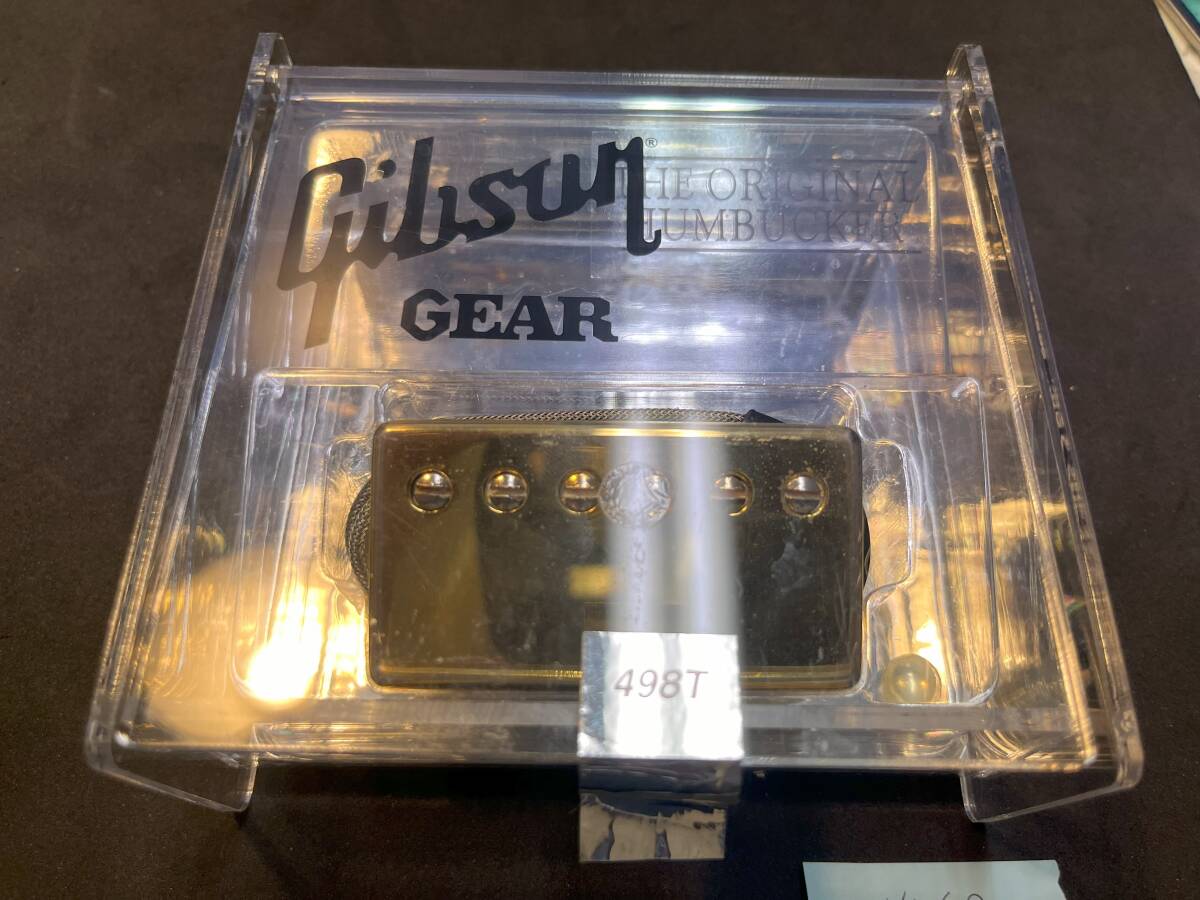 Gibson®
GEAR
THE ORIGINAL
HUMBUCKER
498T